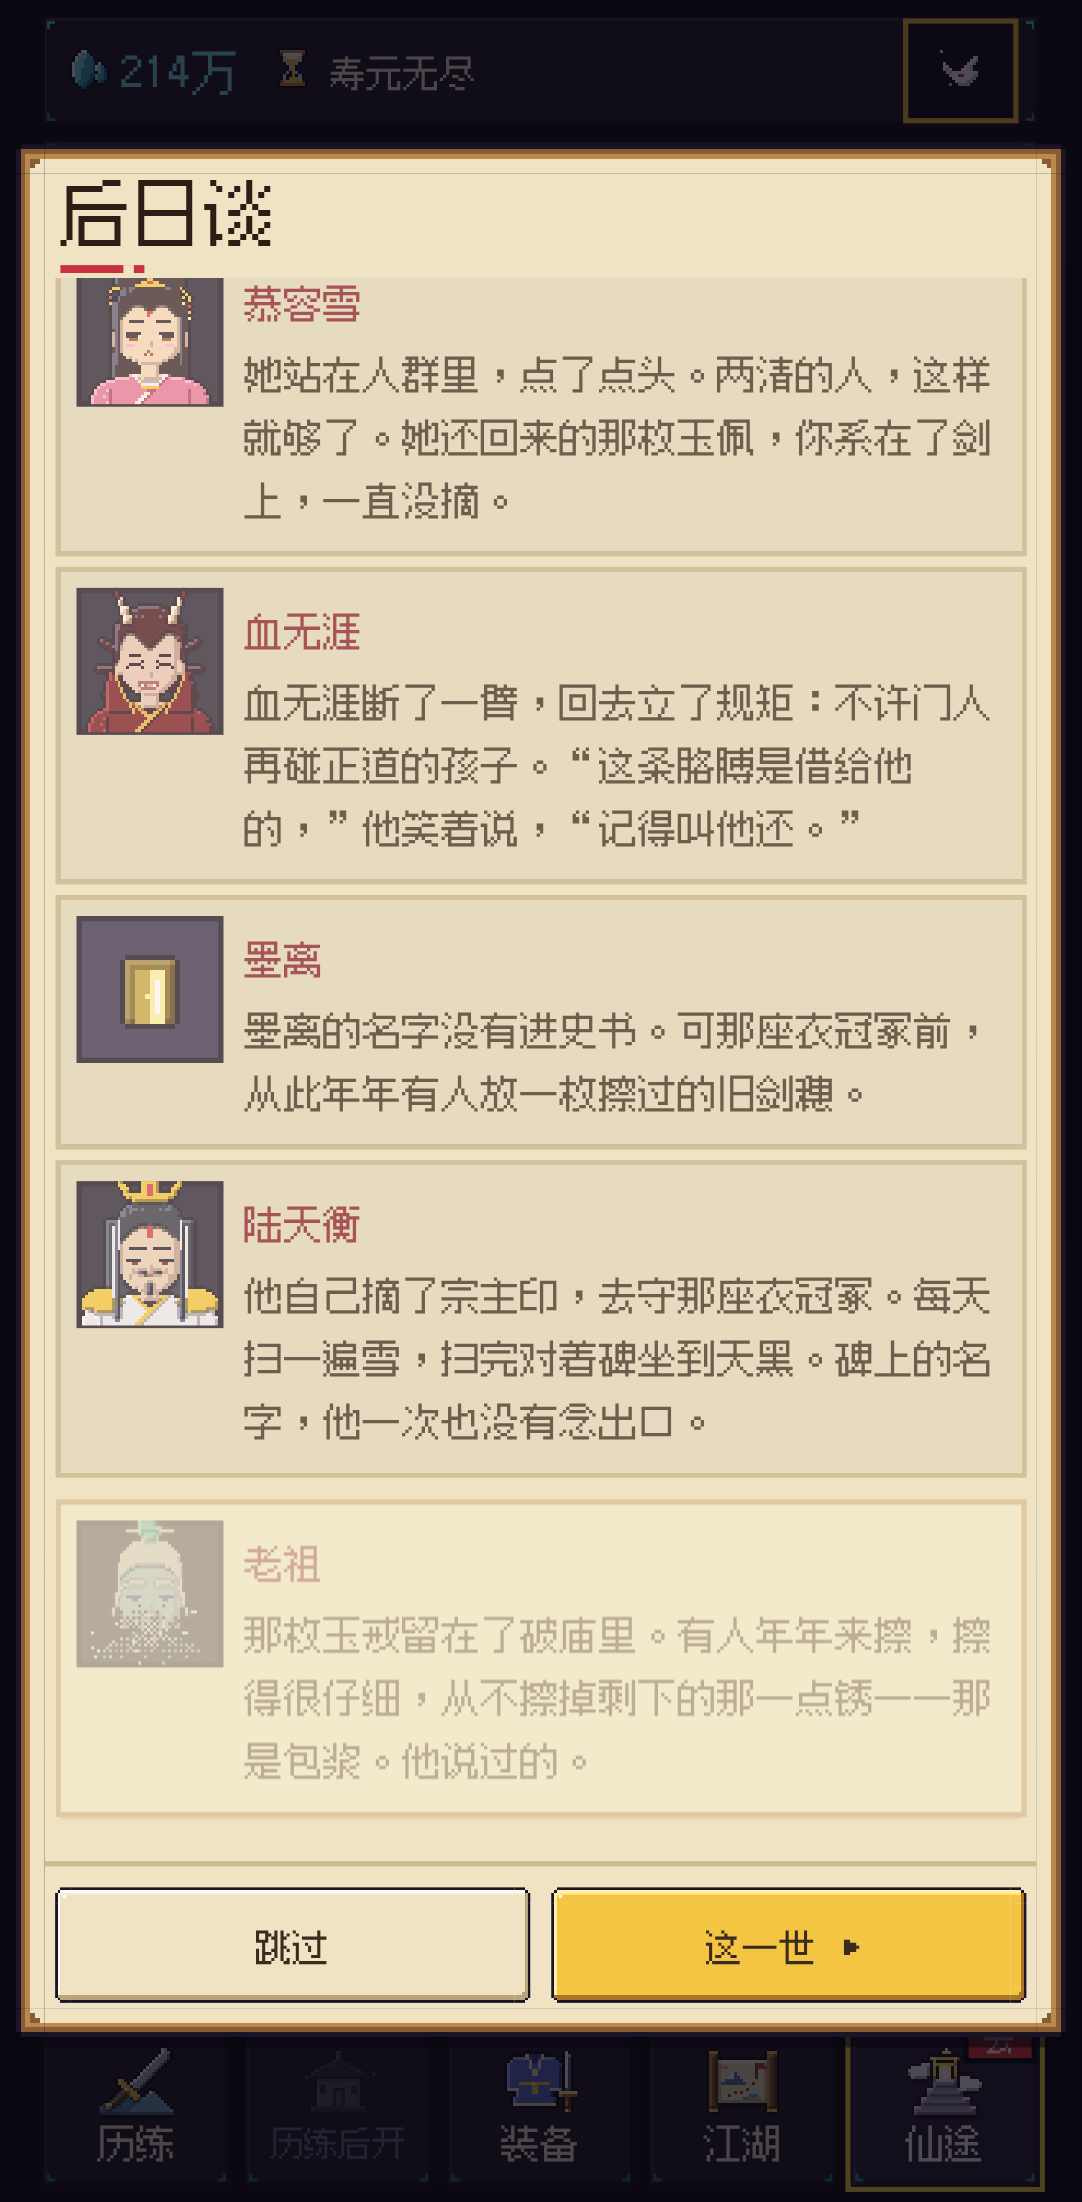 214万
寿元无尽
后日谈
慕容雪
她站在人群里，点了点头。两清的人，这样
就够了。她还回来的那枚玉佩，你系在了剑
上，一直没摘。
血无涯
血无涯断了一臂，回去立了规矩：不许门人
再碰正道的孩子。“这条胳膊是借给他
的，”他笑着说，“记得叫他还。”
墨离
墨离的名字没有进史书。可那座衣冠冢前，
从此年年有人放一枚擦过的旧剑穗。
陆天衡
他自己摘了宗主印，去守那座衣冠冢。每天
扫一遍雪，扫完对着碑坐到天黑。碑上的名
字，他一次也没有念出口。
老祖
那枚玉戒留在了破庙里。有人年年来擦，擦
得很仔细，从不擦掉剩下的那一点锈——那
是包浆。他说过的。
跳过
这一世
历练
历练后开
装备
江湖
仙途